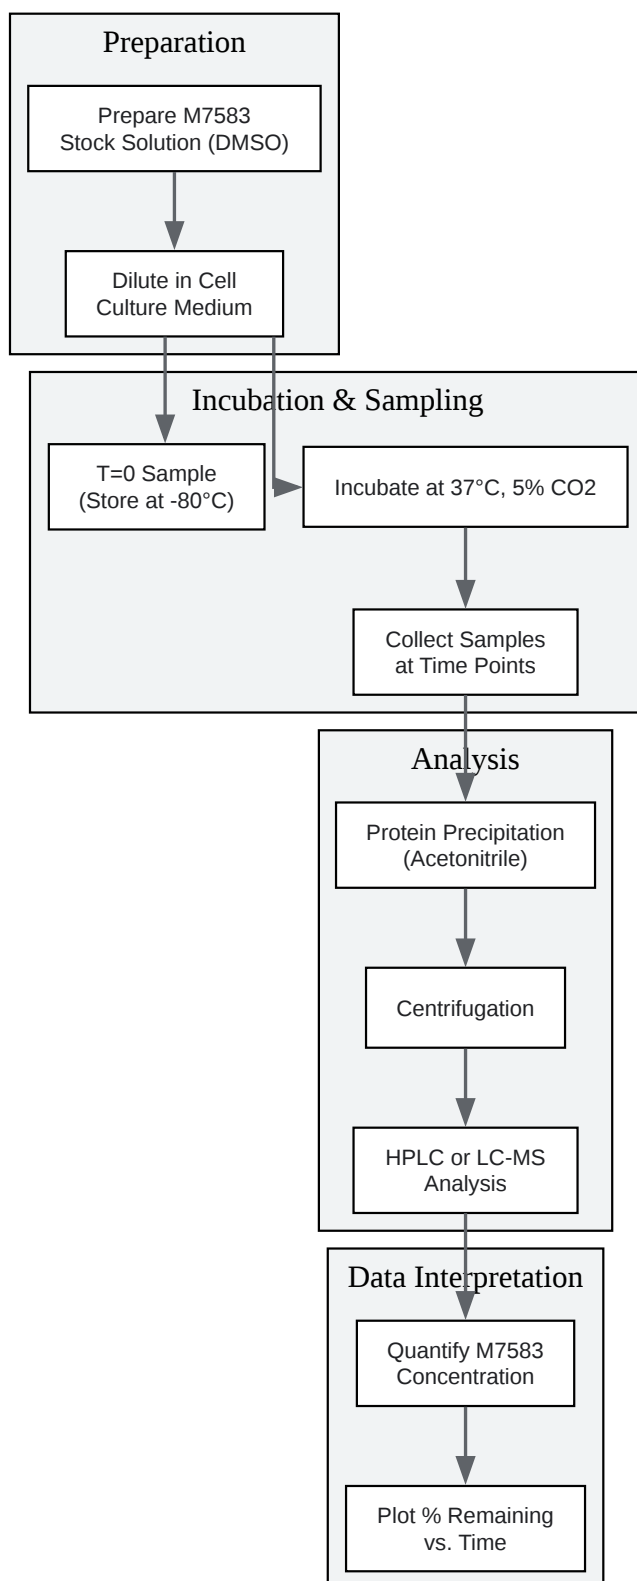 Preparation
Prepare M7583
Stock Solution (DMSO)
Dilute in Cell
Culture Medium
Incubation & Sampling
T=0 Sample
(Store at -80°C)
Incubate at 37°C, 5% CO2
Collect Samples
at Time Points
Analysis
Protein Precipitation
(Acetonitrile)
Centrifugation
HPLC or LC-MS
Analysis
Data Interpretation
Quantify M7583
Concentration
Plot % Remaining
vs. Time